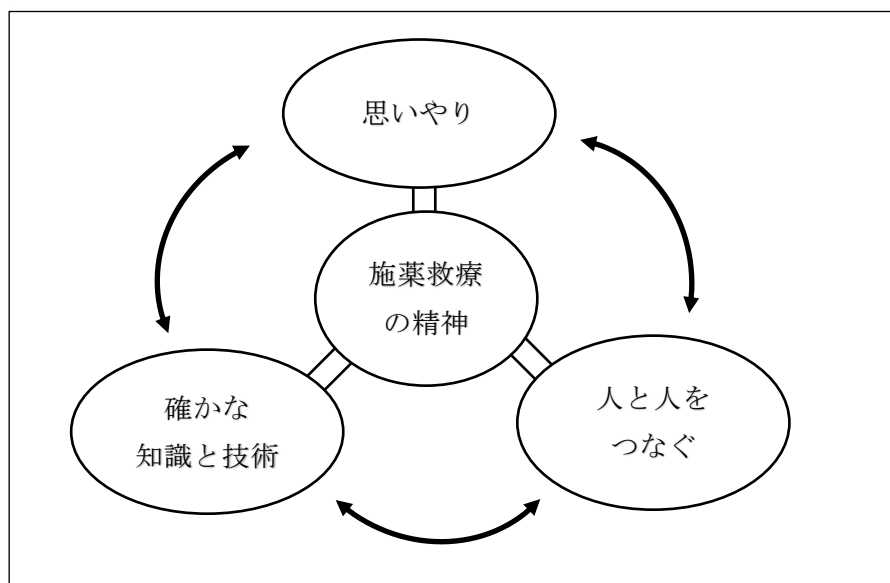 思いやり
施薬救療
の精神
確かな
知識と技術
人と人を
つなぐ